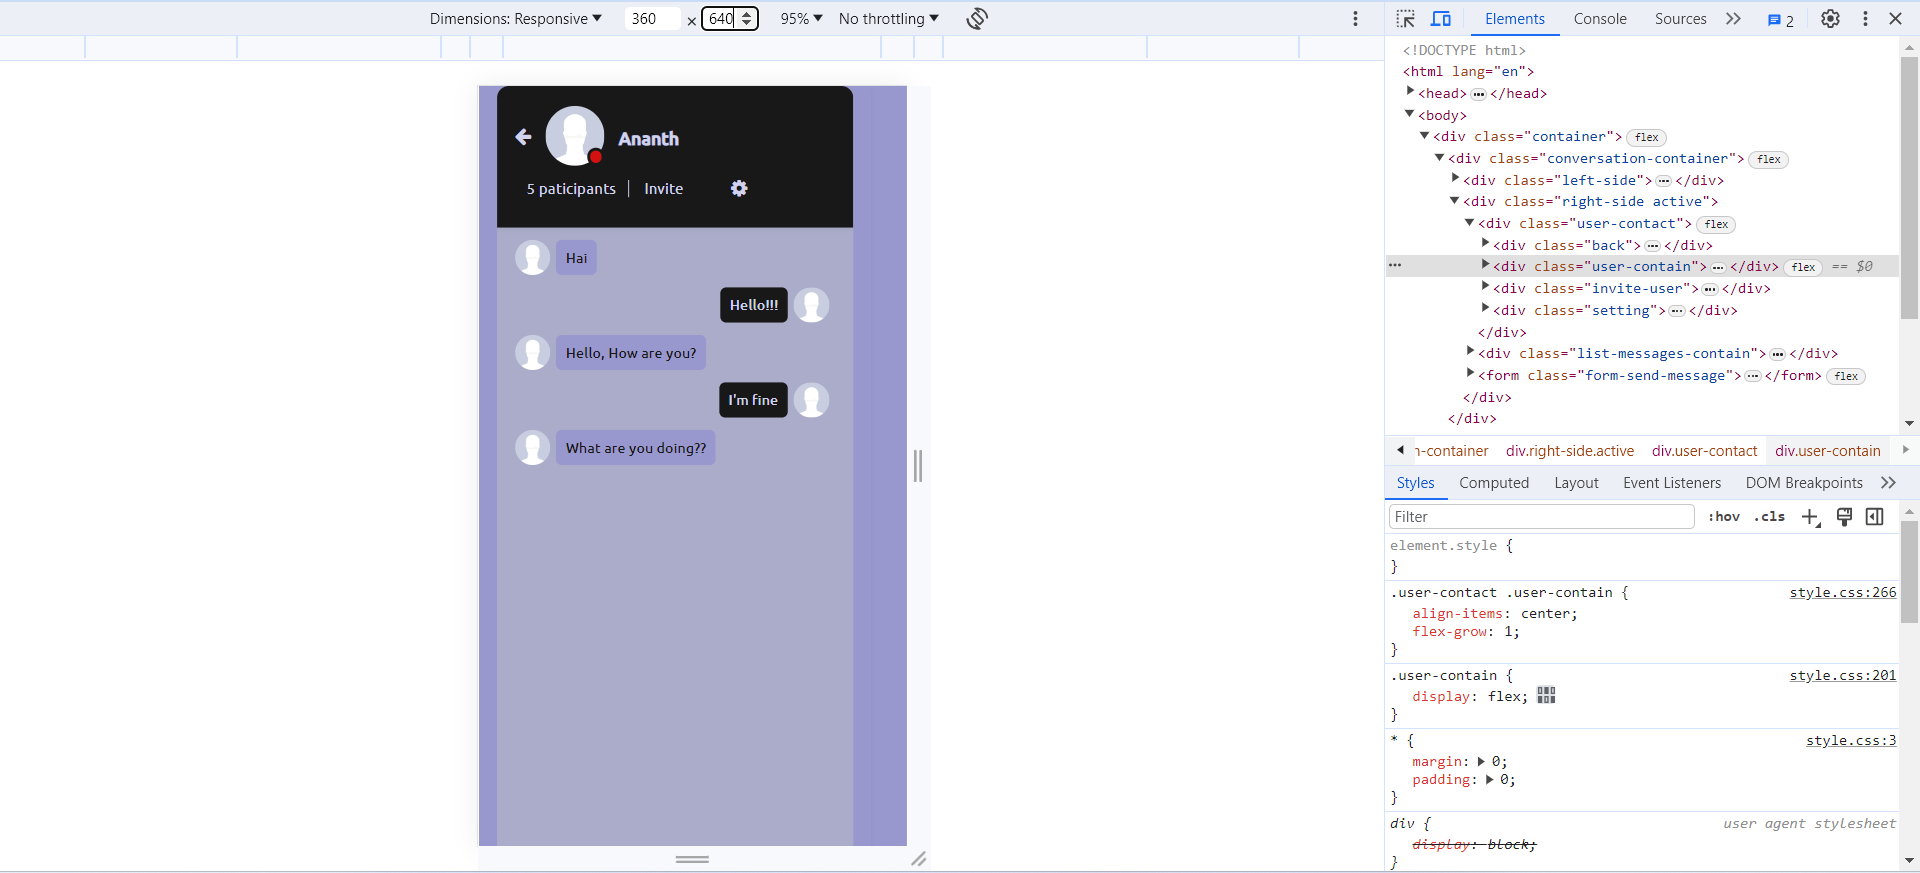 Dimensions: Responsive 360 × 640 95% No throttling
Elements Console Sources 2
Ananth
5 paticipants Invite
Hai
Hello!!!
Hello, How are you?
I'm fine
What are you doing??
<!DOCTYPE html>
<html lang="en">
<head> ••• </head>
<body>
<div class="container"> flex
<div class="conversation-container"> flex
<div class="left-side"> ••• </div>
<div class="right-side active">
<div class="user-contact"> flex
<div class="back"> ••• </div>
••• <div class="user-contain"> ••• </div> flex == $0
<div class="invite-user"> ••• </div>
<div class="setting"> ••• </div>
</div>
<div class="list-messages-contain"> ••• </div>
<form class="form-send-message"> ••• </form> flex
</div>
</div>
n-container div.right-side.active div.user-contact div.user-contain
Styles Computed Layout Event Listeners DOM Breakpoints
Filter :hov .cls
element.style {
}
.user-contact .user-contain { style.css:266
align-items: center;
flex-grow: 1;
}
.user-contain { style.css:201
display: flex;
}
* { style.css:3
margin: 0;
padding: 0;
}
div { user agent stylesheet
display: block;
}